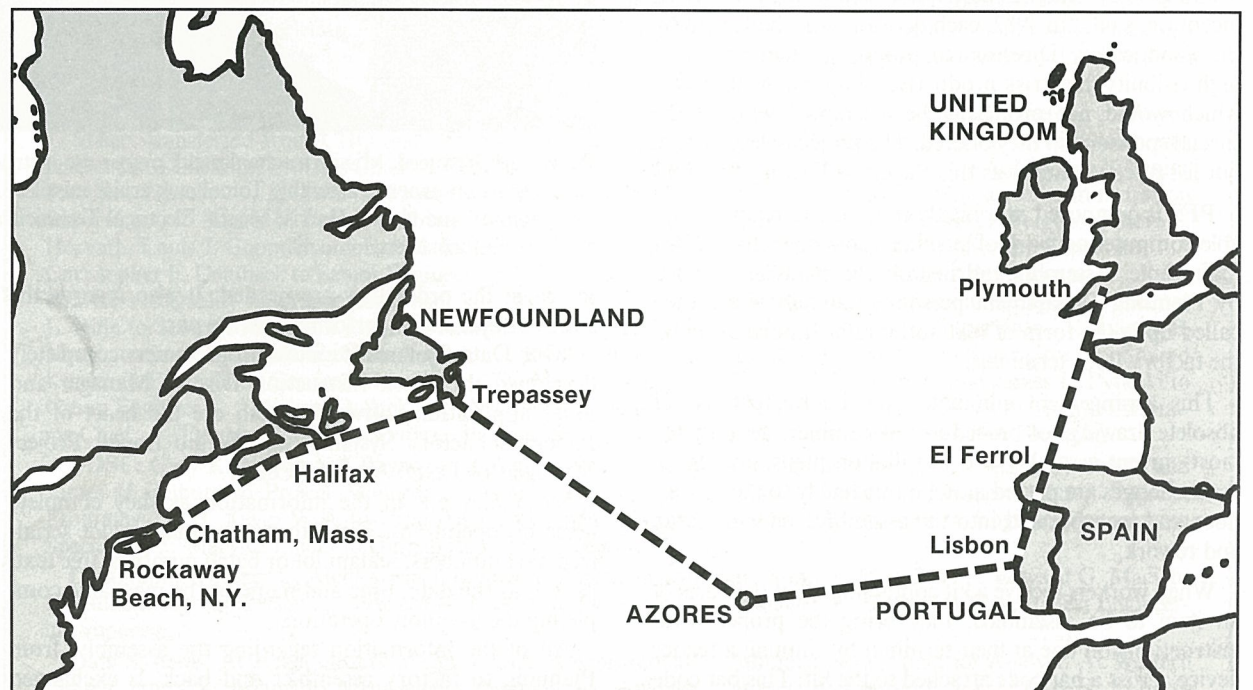 UNITED
KINGDOM
Plymouth
NEWFOUNDLAND
Trepassey
El Ferrol
Halifax
Chatham, Mass.
SPAIN
Lisbon
Rockaway
Beach, N.Y.
AZORES
PORTUGAL